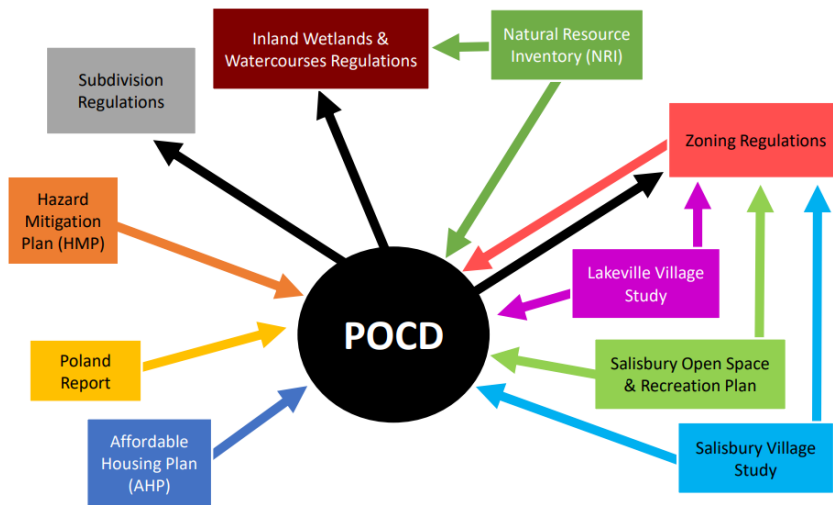 Inland Wetlands &
Watercourses Regulations
Natural Resource
Inventory (NRI)
Subdivision
Regulations
Zoning Regulations
Hazard
Mitigation
Plan (HMP)
Lakeville Village
Study
POCD
Poland
Report
Salisbury Open Space
& Recreation Plan
Affordable
Housing Plan
(AHP)
Salisbury Village
Study